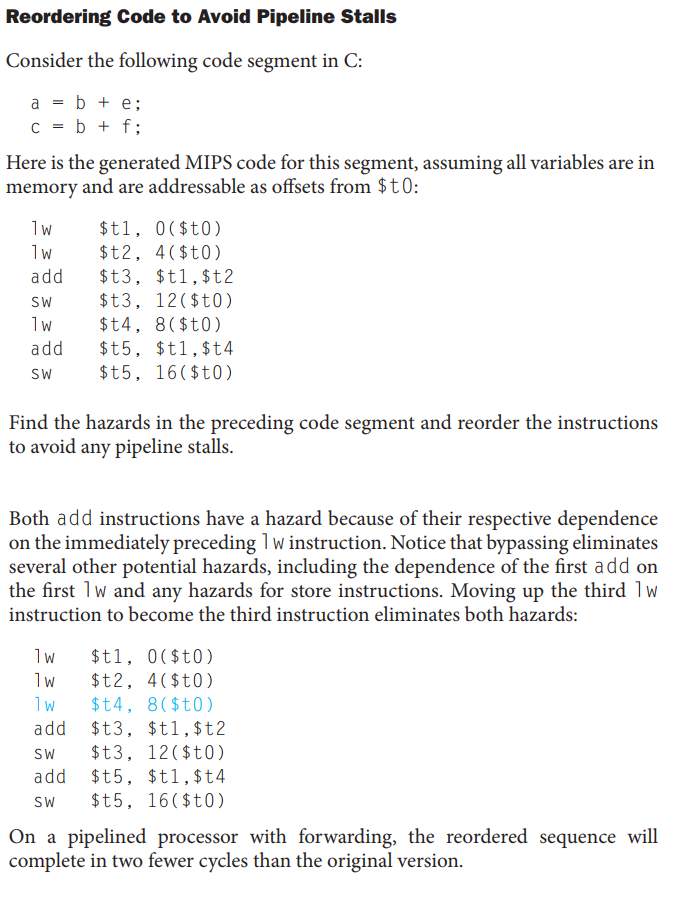 Reordering Code to Avoid Pipeline Stalls
Consider the following code segment in C:
a = b + e;
c = b + f;
Here is the generated MIPS code for this segment, assuming all variables are in
memory and are addressable as offsets from $t0:
lw $t1, 0($t0)
lw $t2, 4($t0)
add $t3, $t1,$t2
sw $t3, 12($t0)
lw $t4, 8($t0)
add $t5, $t1,$t4
sw $t5, 16($t0)
Find the hazards in the preceding code segment and reorder the instructions
to avoid any pipeline stalls.
Both add instructions have a hazard because of their respective dependence
on the immediately preceding lw instruction. Notice that bypassing eliminates
several other potential hazards, including the dependence of the first add on
the first lw and any hazards for store instructions. Moving up the third lw
instruction to become the third instruction eliminates both hazards:
lw $t1, 0($t0)
lw $t2, 4($t0)
lw $t4, 8($t0)
add $t3, $t1,$t2
sw $t3, 12($t0)
add $t5, $t1,$t4
sw $t5, 16($t0)
On a pipelined processor with forwarding, the reordered sequence will
complete in two fewer cycles than the original version.